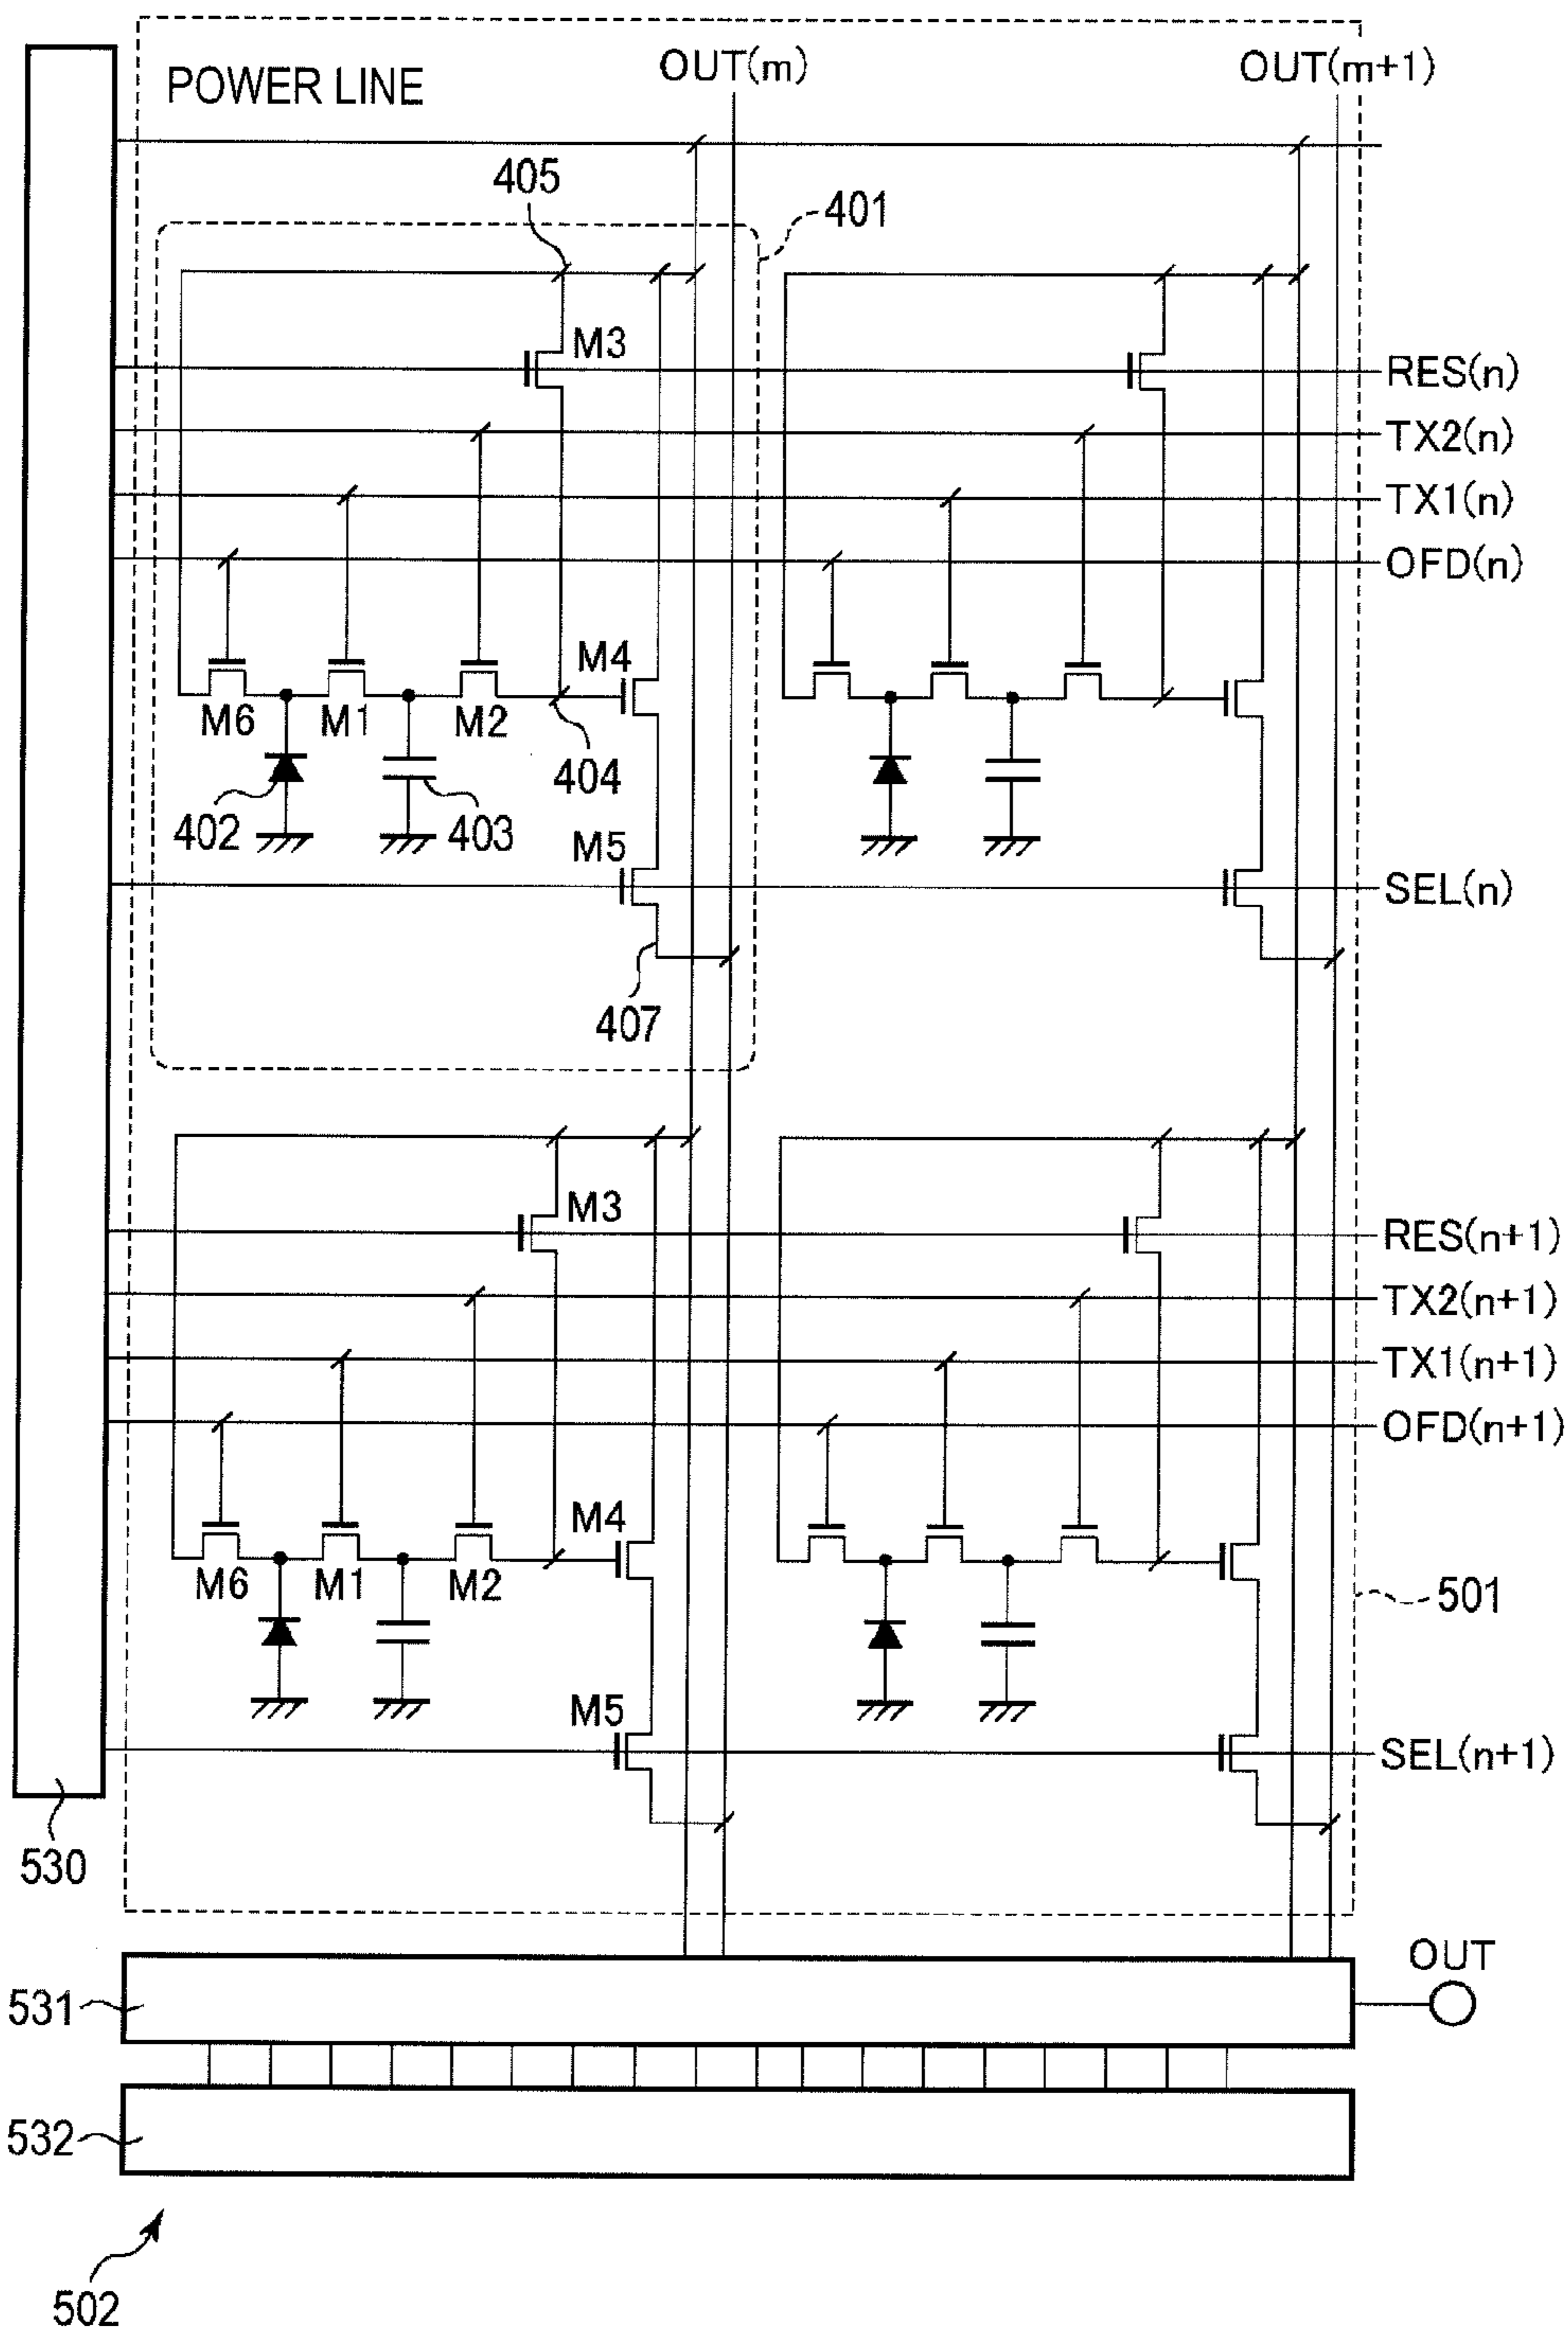 OUT(m)
OUT(m+1)
POWER LINE
405
401
M3
RES(n)
TX2(n)
TX1(n)
OFD(n)
M4
M6
M1
M2
404
402
403
M5
SEL(n)
407
M3
RES(n+1)
TX2(n+1)
TX1(n+1)
OFD(n+1)
M4
M6
M1
M2
501
M5
SEL(n+1)
530
OUT
531
532
502